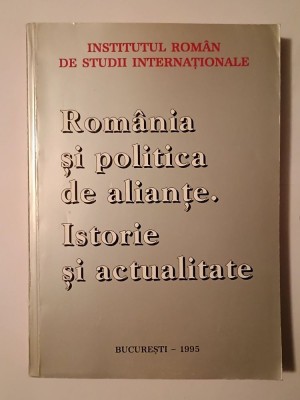 INSTITUTUL ROMÂN
DE STUDII INTERNAȚIONALE
România
și politica
de alianțe.
Istorie
și actualitate
BUCUREȘTI – 1995